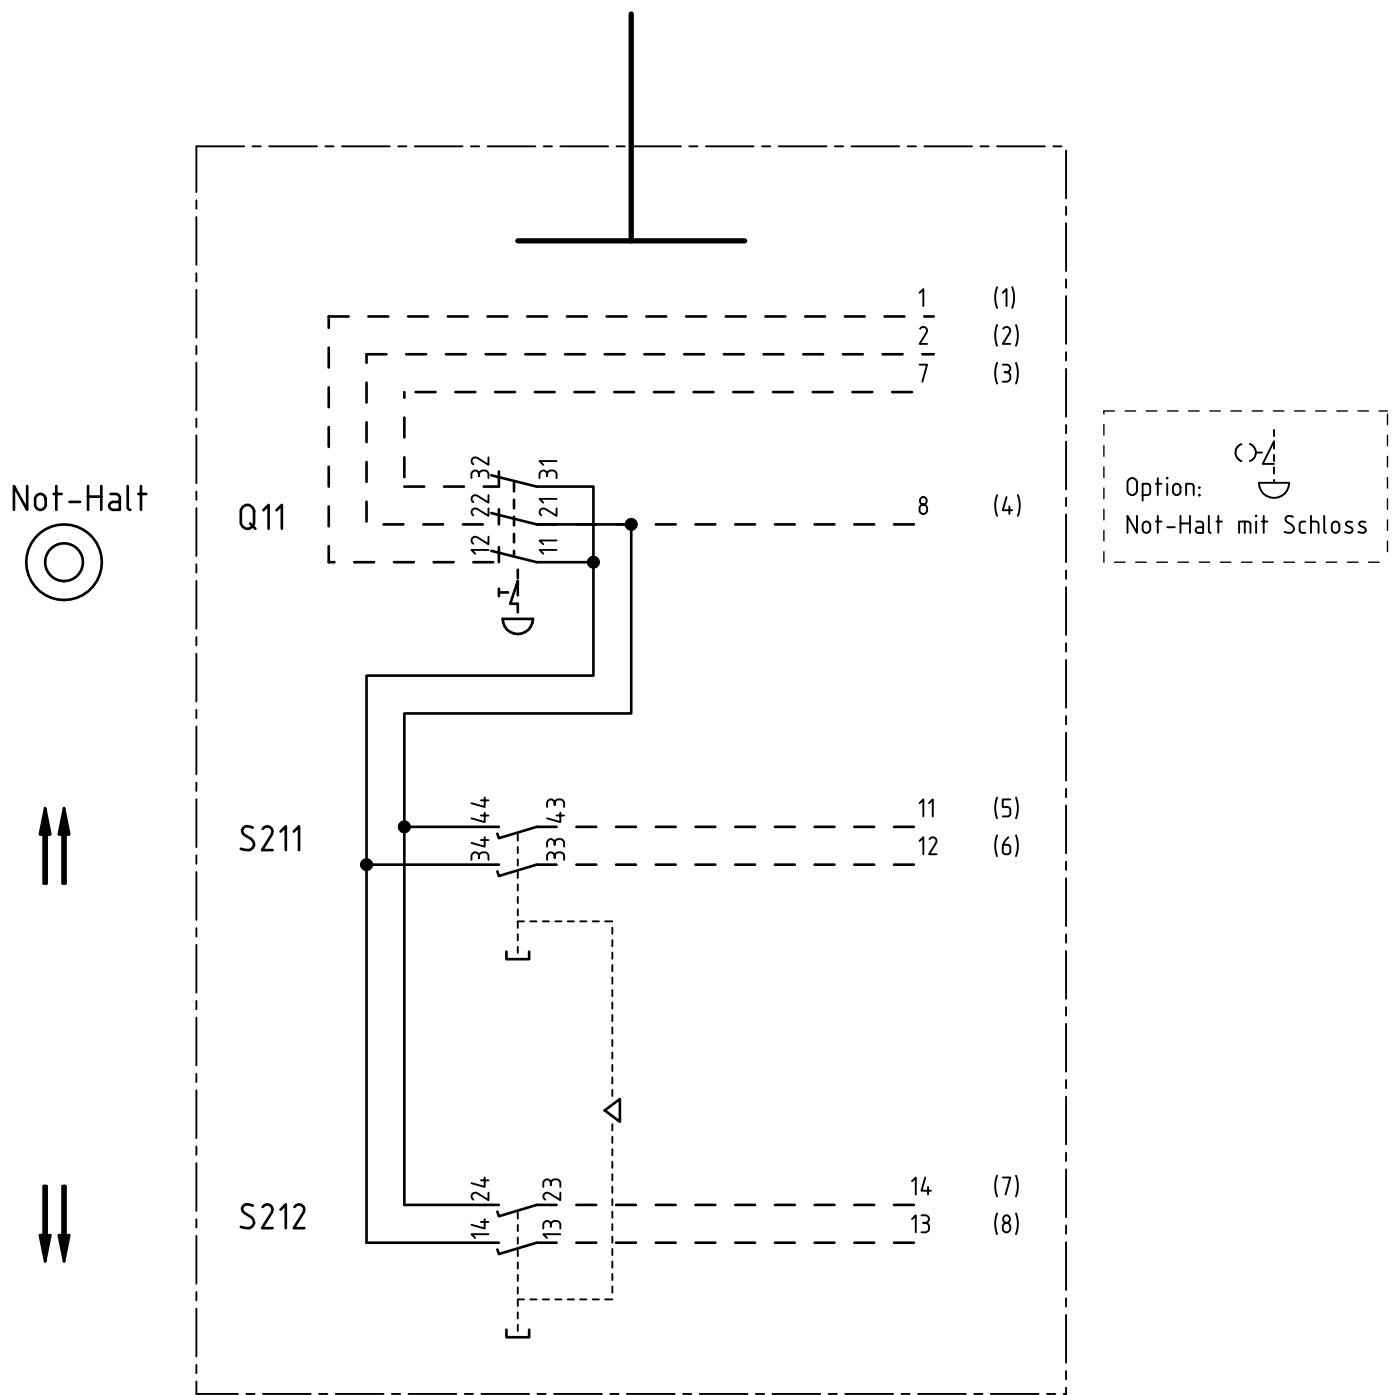 1 (1)
2 (2)
7 (3)
32 31
Not-Halt
Q11
22 21
8 (4)
12 11
Option:
Not-Halt mit Schloss
44 43
11 (5)
S211
34 33
12 (6)
24 23
14 (7)
S212
14 13
13 (8)